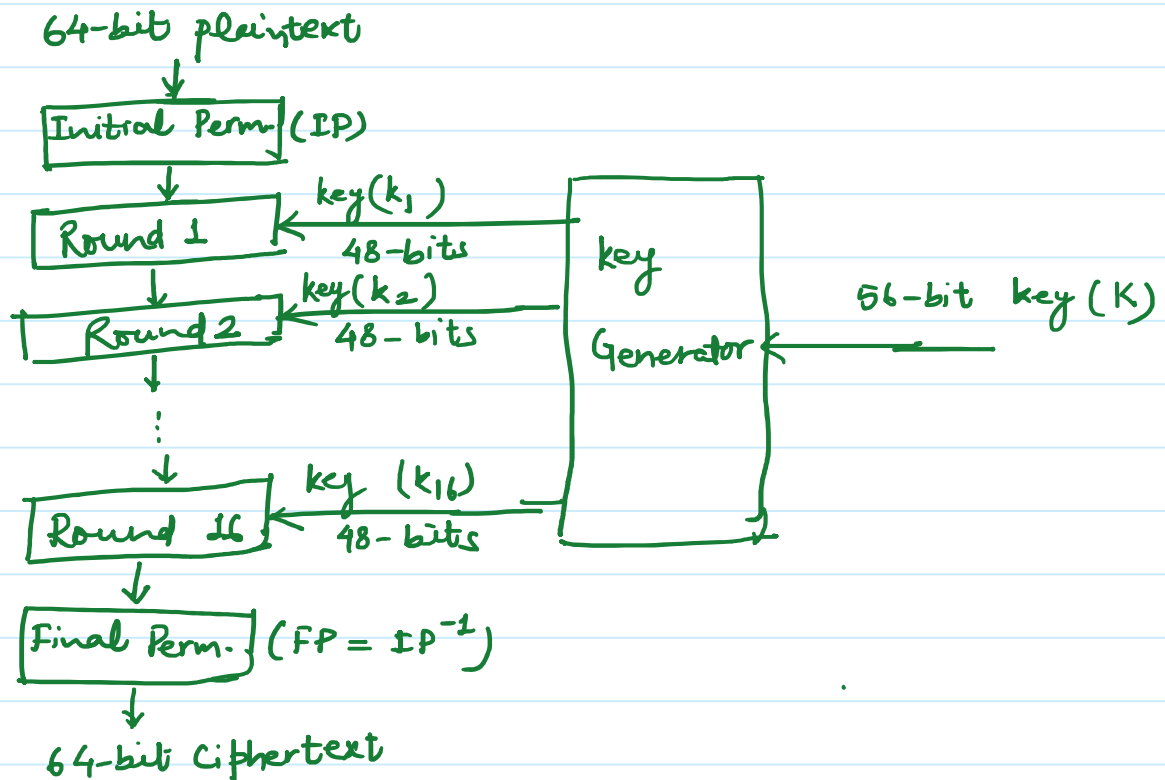 64-bit plaintext
Initial Perm. (IP)
key(k₁)
Round 1
48-bits
key
key(k₂)
56-bit key (K)
Round 2
48-bits
Generator
⋮
key (k₁₆)
Round 16
48-bits
Final Perm. (FP = IP⁻¹)
64-bit Ciphertext